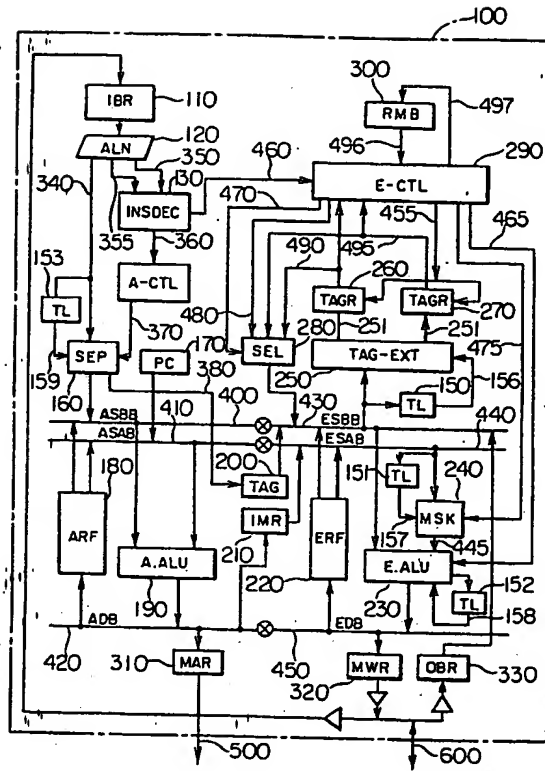 100
300
IBR
110
RMB
497
ALN
120
496
290
350
460
340
130
E-CTL
INSDEC
470
455
465
355
360
495
153
490
260
A-CTL
TL
480
TAGR
TAGR
270
370
280
251
251
475
170
SEP
PC
SEL
TAG-EXT
159
380
250
150
156
160
400
430
TL
ASBB
410
ESBB
440
ASAB
ESAB
180
200
TAG
151
TL
240
ARF
IMR
ERF
MSK
157
445
210
A.ALU
220
E.ALU
152
TL
190
230
158
ADB
EDB
420
310
MAR
450
MWR
OBR
330
320
500
600